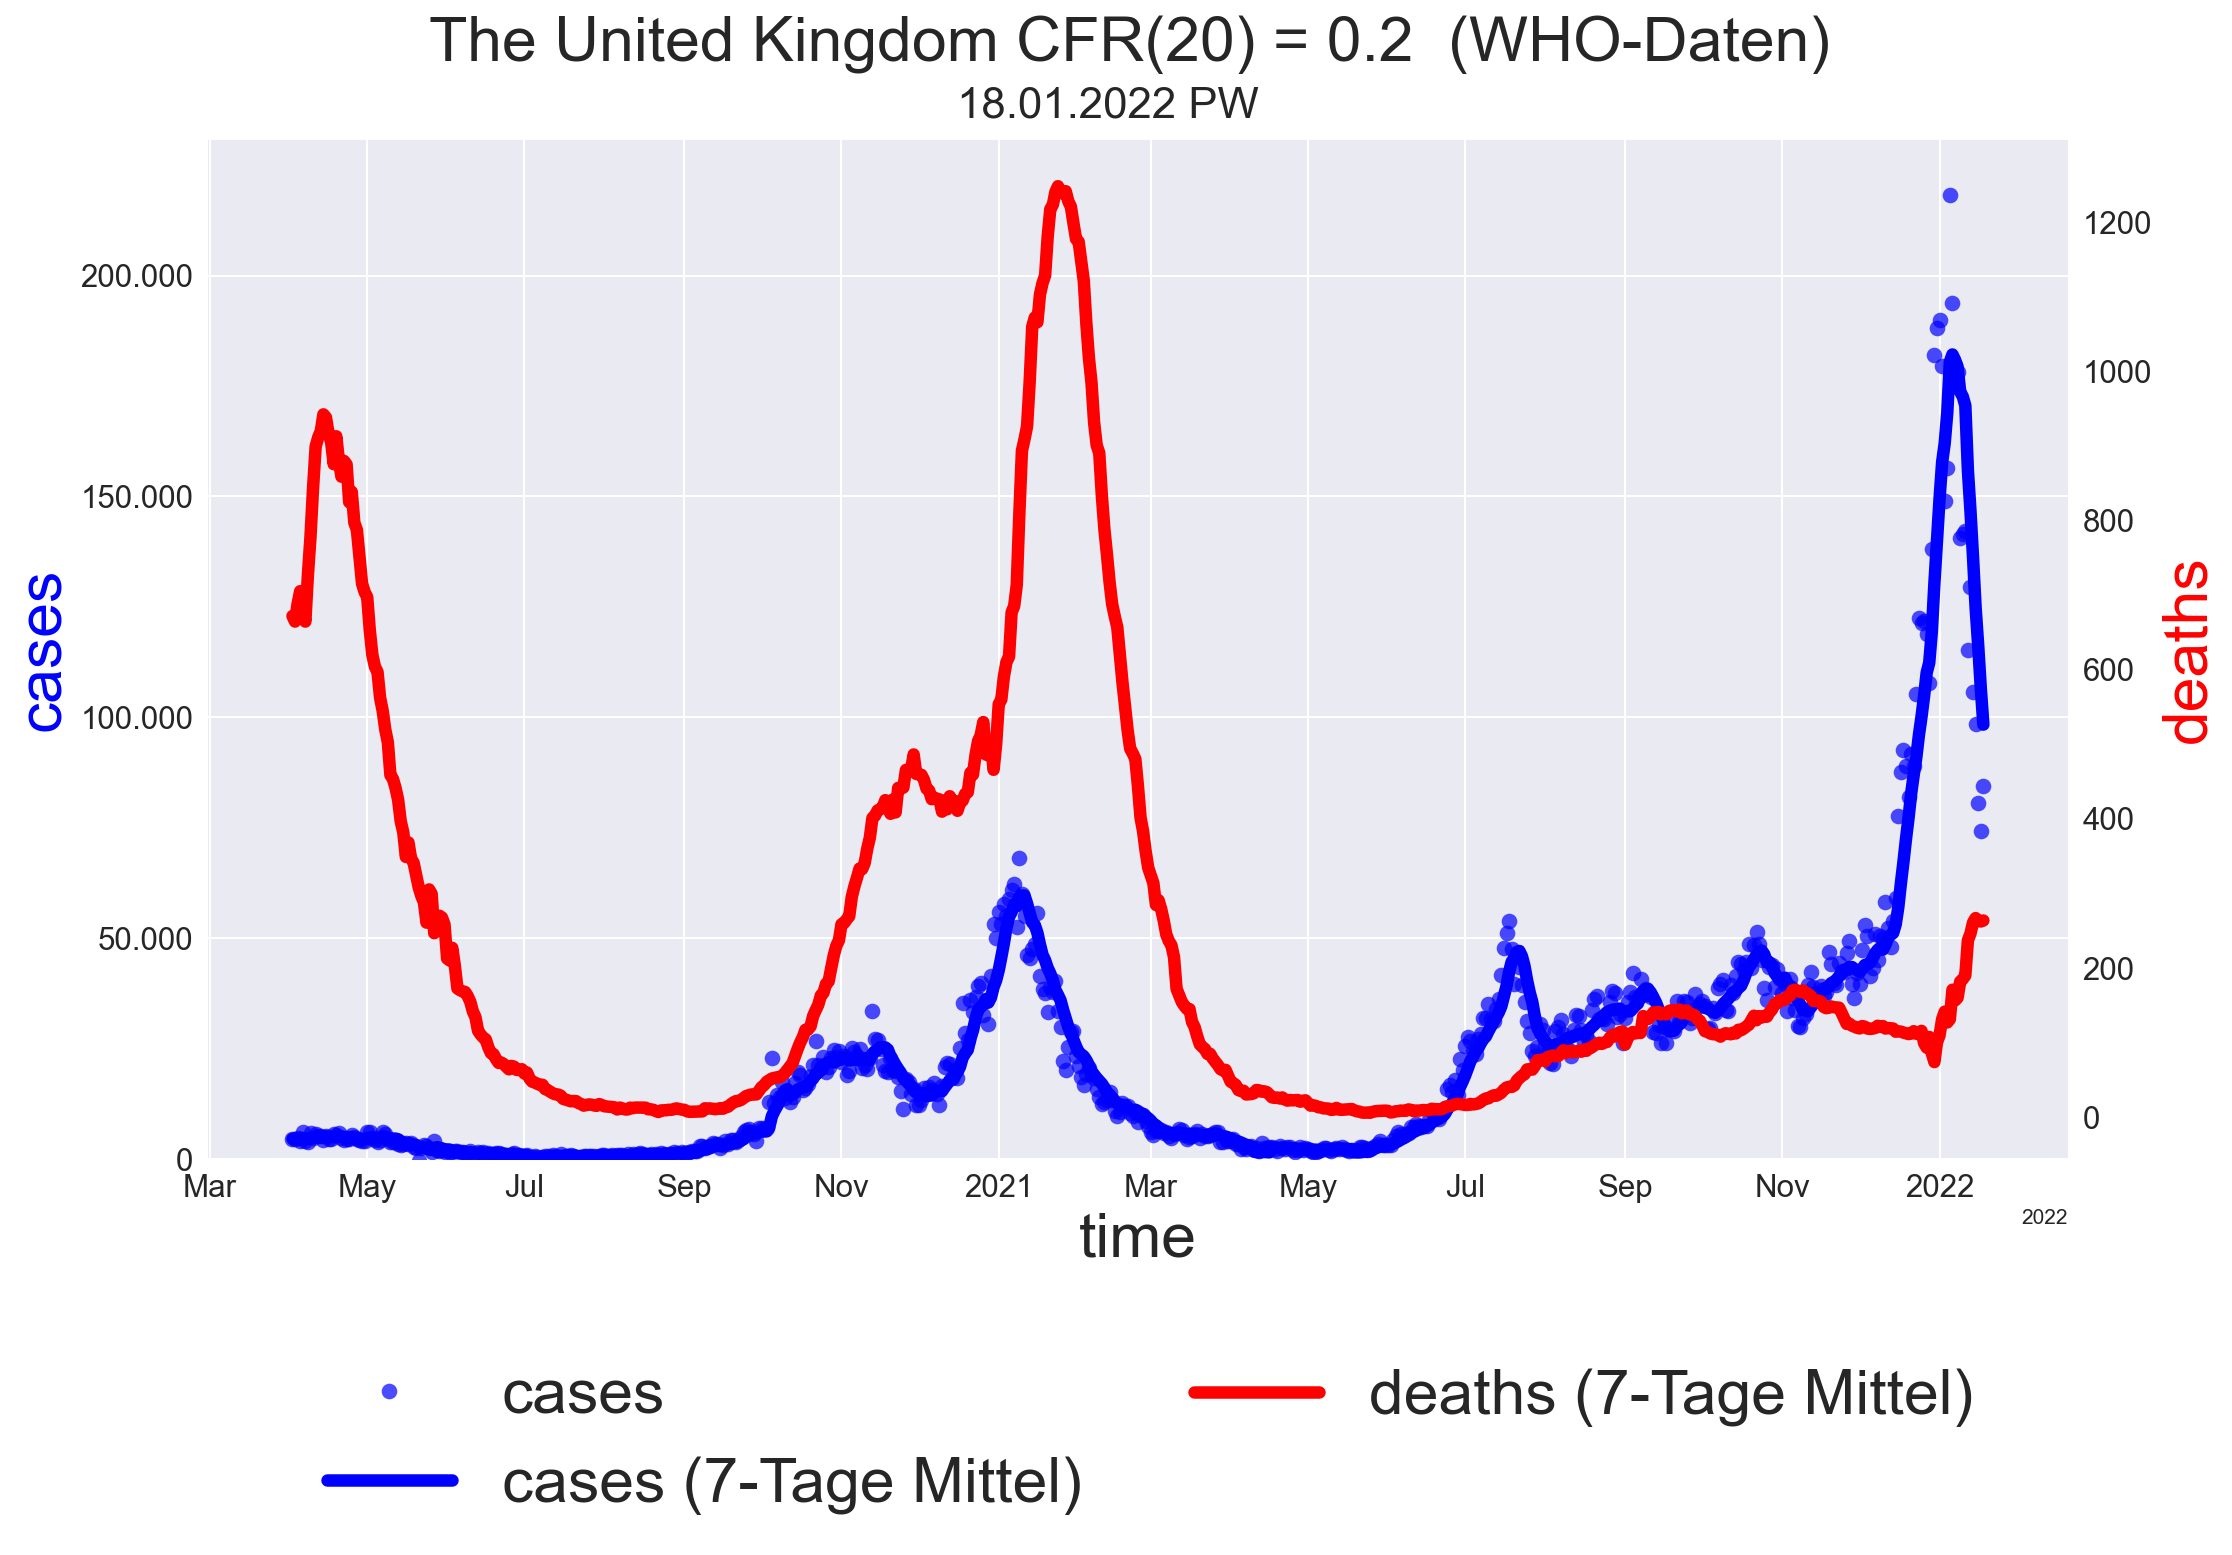 The United Kingdom CFR(20) = 0.2  (WHO-Daten)
18.01.2022 PW
cases
200.000
150.000
100.000
50.000
0
deaths
1200
1000
800
600
400
200
0
Mar May Jul Sep Nov 2021 Mar May Jul Sep Nov 2022
2022
time
cases
cases (7-Tage Mittel)
deaths (7-Tage Mittel)